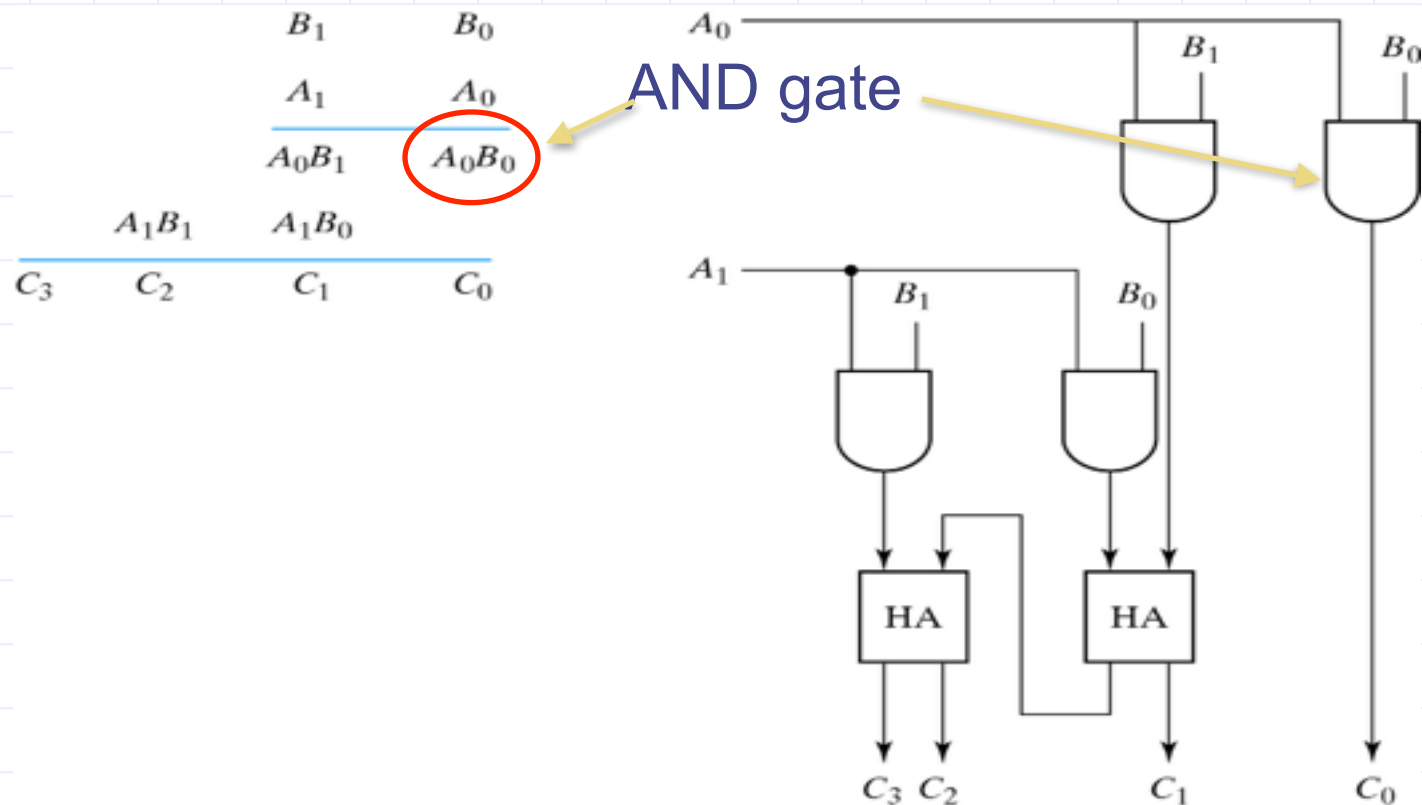 B₁ B₀
A₁ A₀
A₀B₁ A₀B₀
A₁B₁ A₁B₀
C₃ C₂ C₁ C₀
AND gate
A₀
B₁ B₀
A₁
B₁ B₀
HA HA
C₃ C₂ C₁ C₀